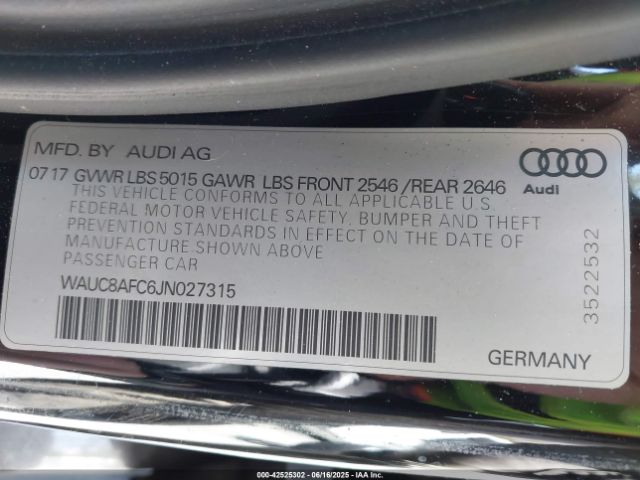 MFD. BY AUDI AG
07 17 GVWR LBS 5015 GAWR LBS FRONT 2546 / REAR 2646
THIS VEHICLE CONFORMS TO ALL APPLICABLE U.S.
FEDERAL MOTOR VEHICLE SAFETY, BUMPER AND THEFT
PREVENTION STANDARDS IN EFFECT ON THE DATE OF
MANUFACTURE SHOWN ABOVE
PASSENGER CAR
WAUC8AFC6JN027315
Audi
3522532
GERMANY
000-42525302 - 06/16/2025 - IAA Inc.